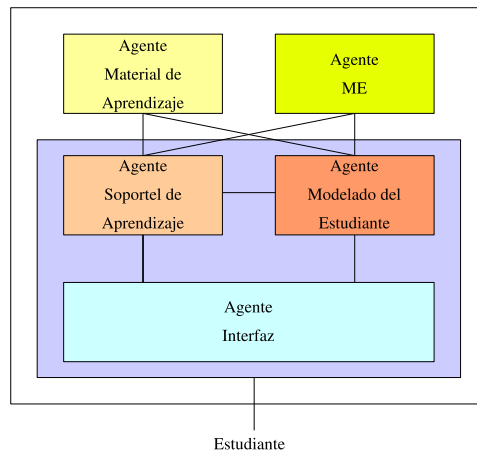 Agente
Material de
Aprendizaje
Agente
ME
Agente
Soportel de
Aprendizaje
Agente
Modelado del
Estudiante
Agente
Interfaz
Estudiante